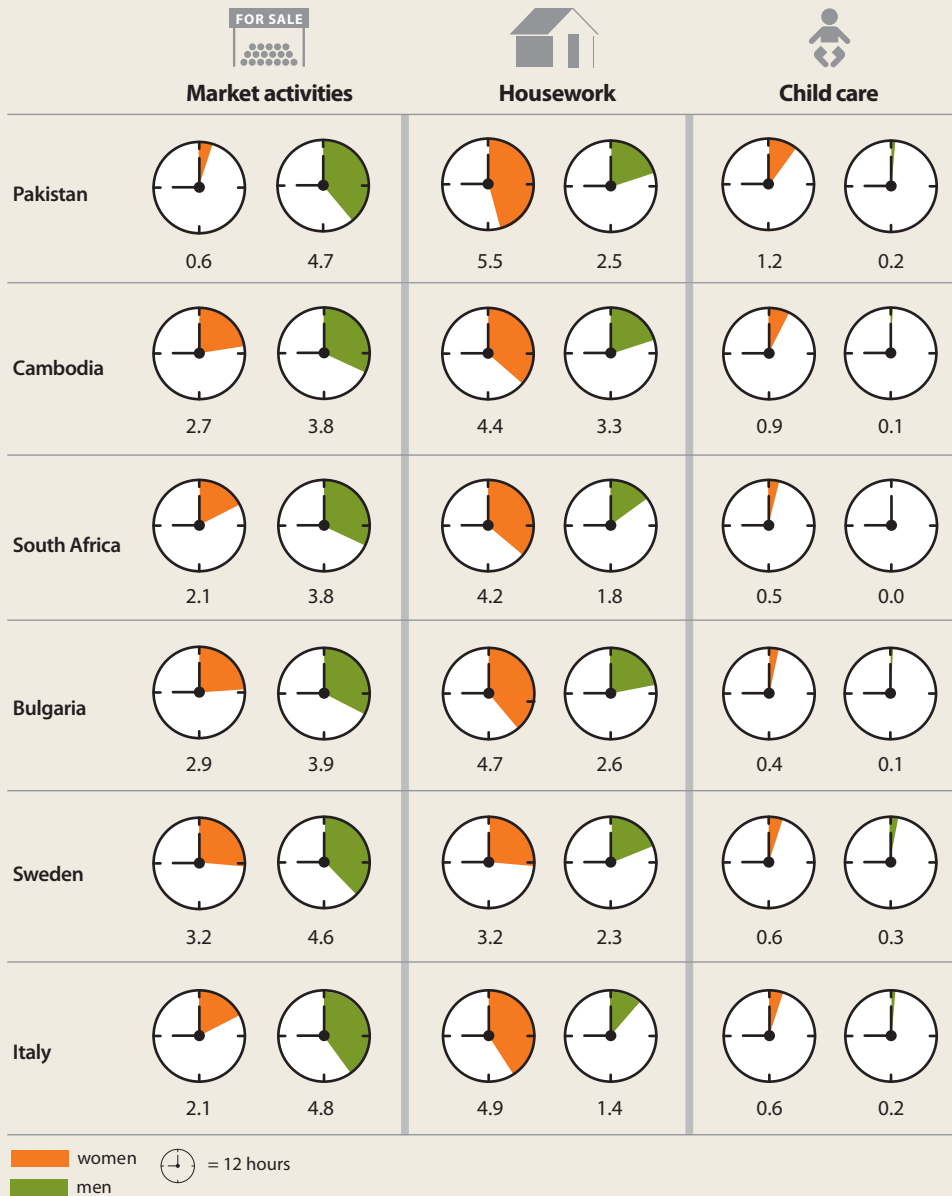 FOR SALE
Market activities Housework Child care
Pakistan
0.6 4.7 5.5 2.5 1.2 0.2
Cambodia
2.7 3.8 4.4 3.3 0.9 0.1
South Africa
2.1 3.8 4.2 1.8 0.5 0.0
Bulgaria
2.9 3.9 4.7 2.6 0.4 0.1
Sweden
3.2 4.6 3.2 2.3 0.6 0.3
Italy
2.1 4.8 4.9 1.4 0.6 0.2
women = 12 hours
men